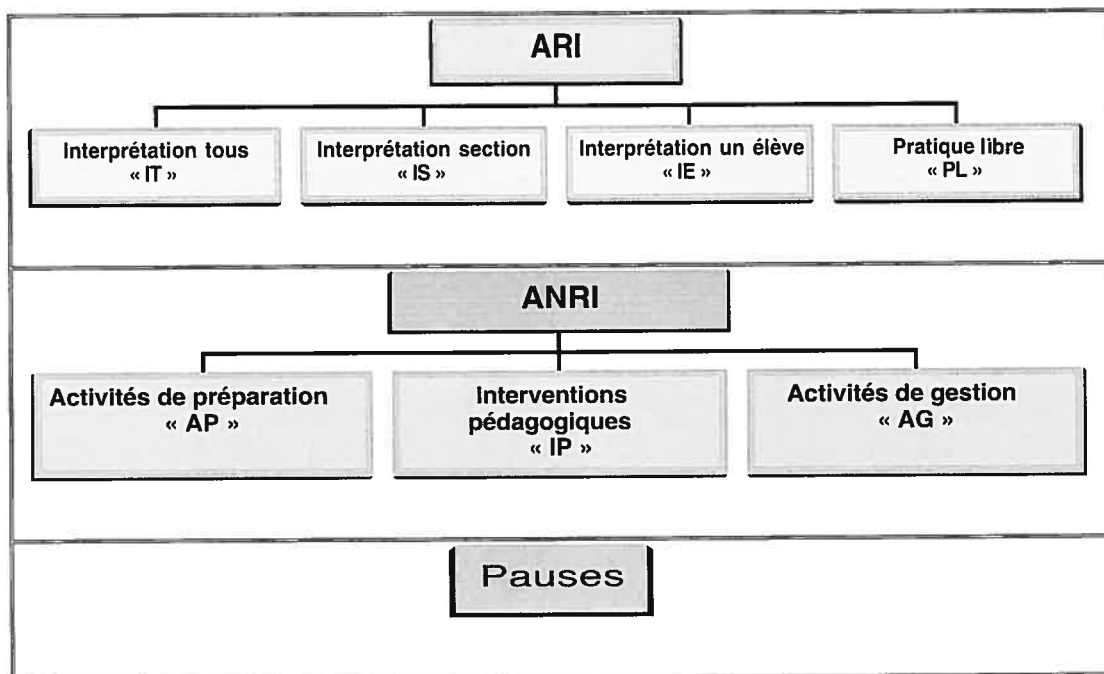 ARI
Interprétation tous
« IT »
Interprétation section
« IS »
Interprétation un élève
« IE »
Pratique libre
« PL »
ANRI
Activités de préparation
« AP »
Interventions
pédagogiques
« IP »
Activités de gestion
« AG »
Pauses